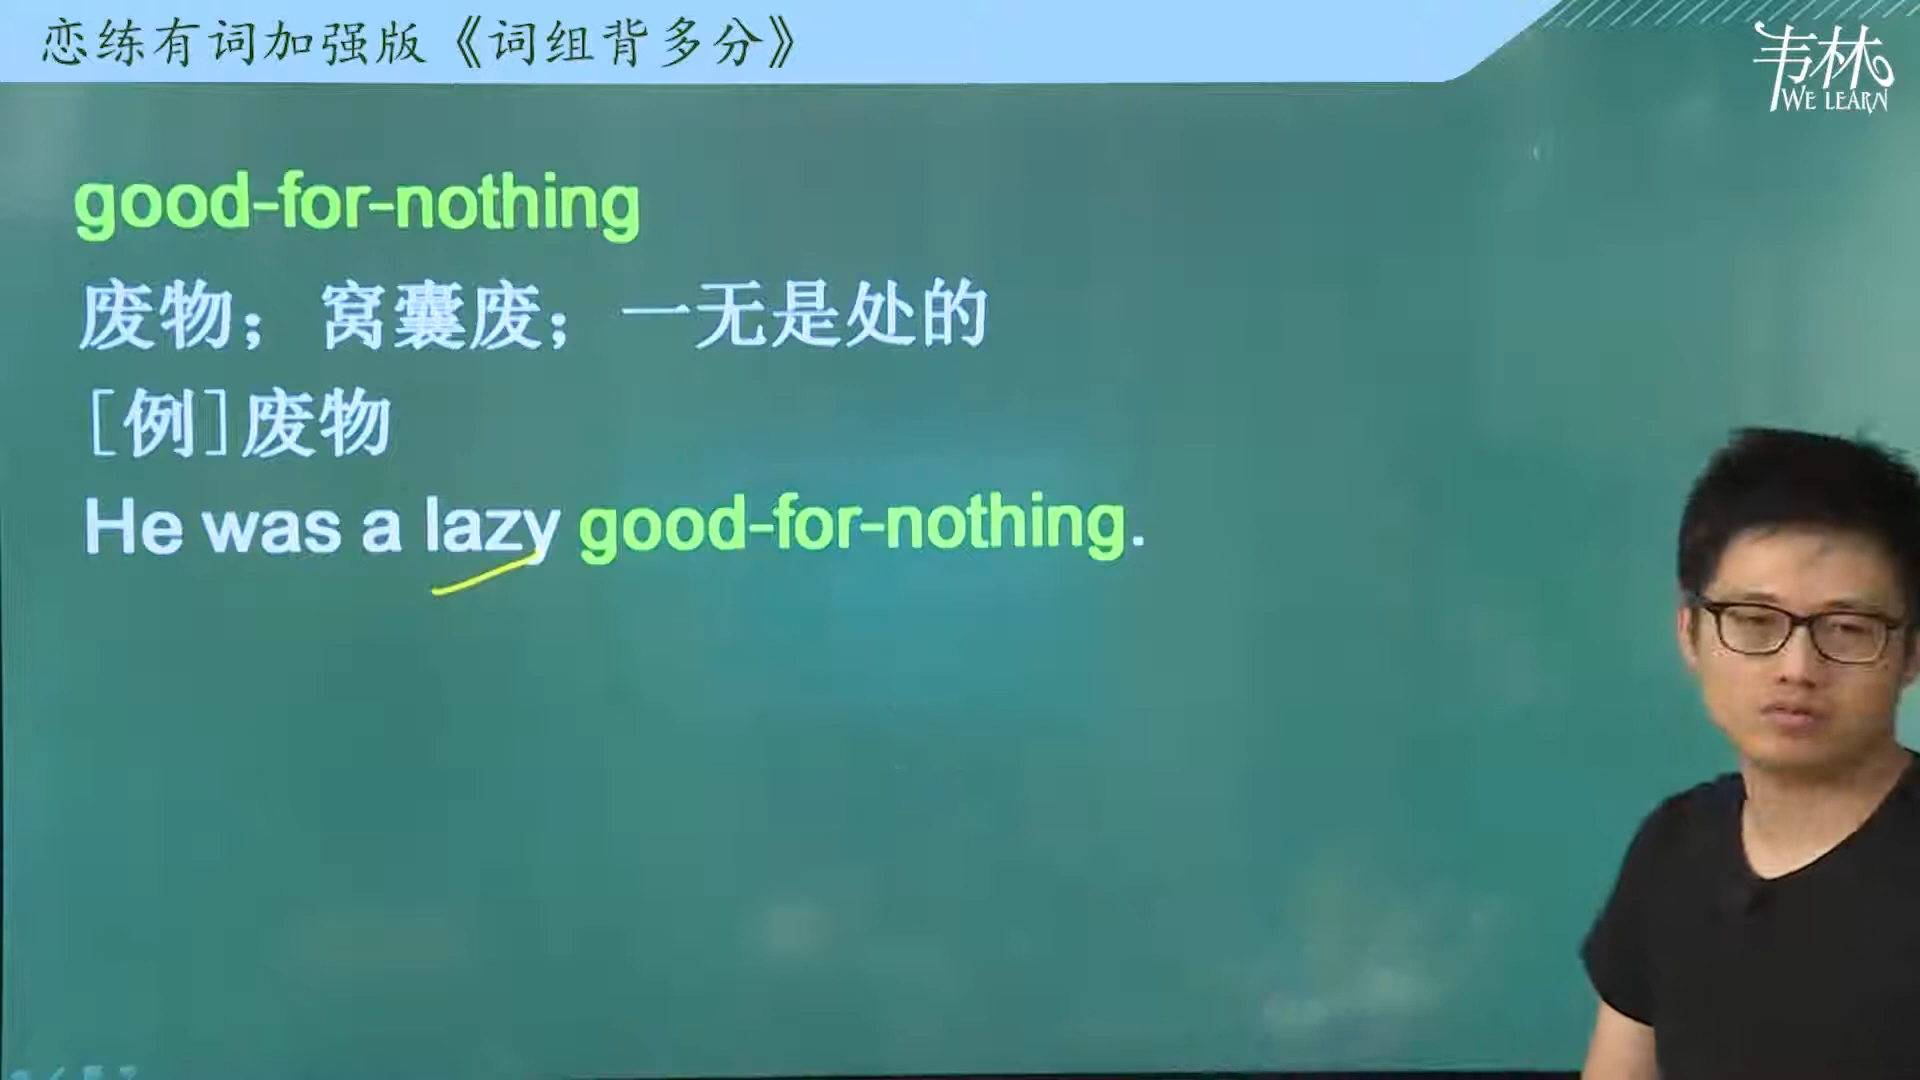 恋练有词加强版《词组背多分》
韦林
WE LEARN
good-for-nothing
废物；窝囊废；一无是处的
[例]废物
He was a lazy good-for-nothing.